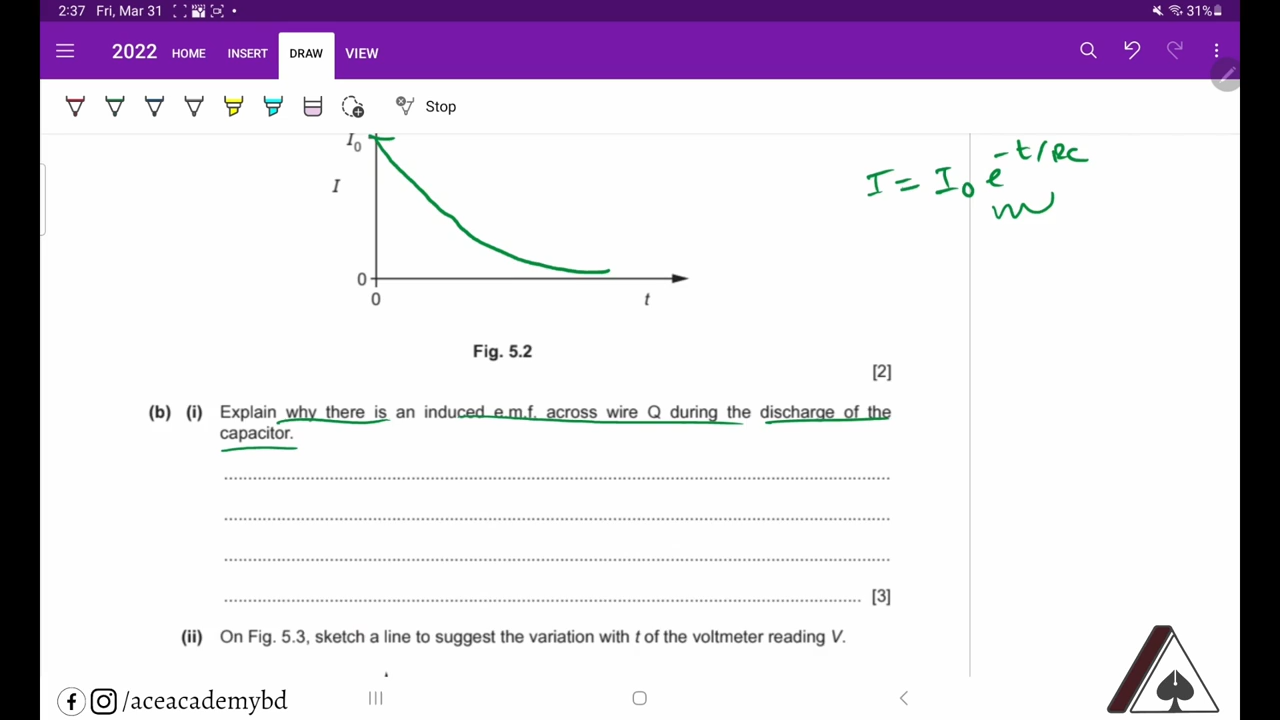 2:37 Fri, Mar 31 31%
2022 HOME INSERT DRAW VIEW
Stop
I0
I
0
0 t
I = I0 e^-t/RC
Fig. 5.2
[2]
(b) (i) Explain why there is an induced e.m.f. across wire Q during the discharge of the
capacitor.
[3]
(ii) On Fig. 5.3, sketch a line to suggest the variation with t of the voltmeter reading V.
/aceacademybd